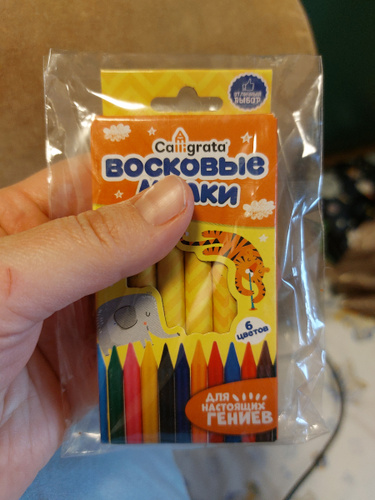 ОТЛИЧНЫЙ
ВЫБОР!
Calligrata®
ВОСКОВЫЕ
6
ЦВЕТОВ
ДЛЯ
НАСТОЯЩИХ
ГЕНИЕВ